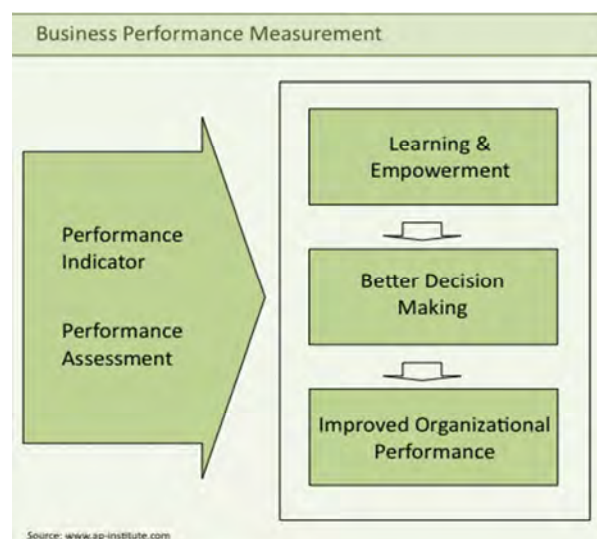 Business Performance Measurement
Learning &
Empowerment
Performance
Indicator
Performance
Assessment
Better Decision
Making
Improved Organizational
Performance
Source: www.ap-institute.com